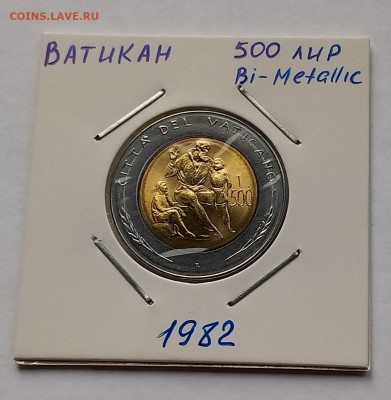 COINS.LAVE.RU
ВАТИКАН
500 лир
Bi-Metallic
CITTA' DEL VATICANO
L
500
1982